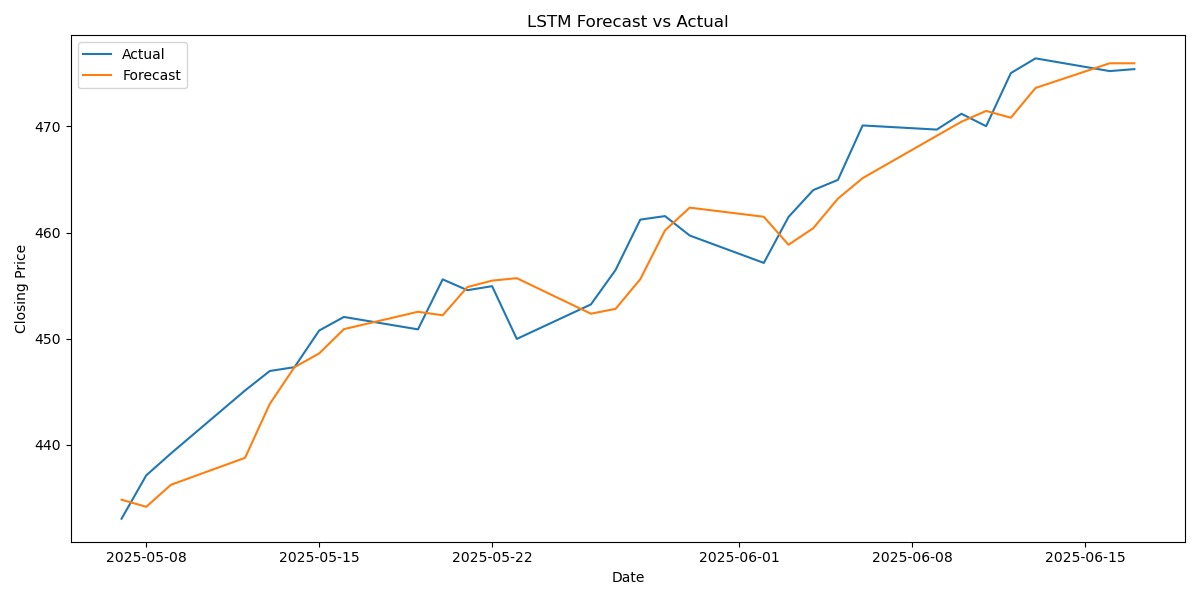 LSTM Forecast vs Actual
Actual
Forecast
470
460
450
440
Closing Price
2025-05-08
2025-05-15
2025-05-22
2025-06-01
2025-06-08
2025-06-15
Date